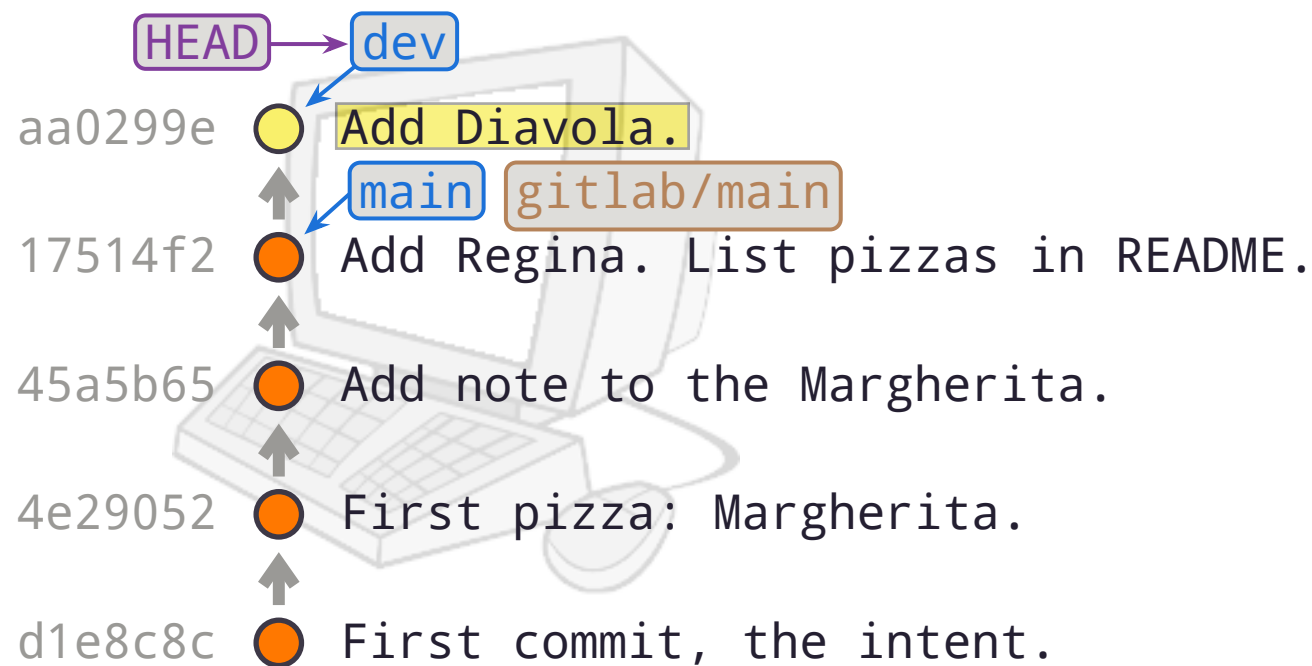 HEAD dev
aa0299e Add Diavola.
main gitlab/main
17514f2 Add Regina. List pizzas in README.
45a5b65 Add note to the Margherita.
4e29052 First pizza: Margherita.
d1e8c8c First commit, the intent.